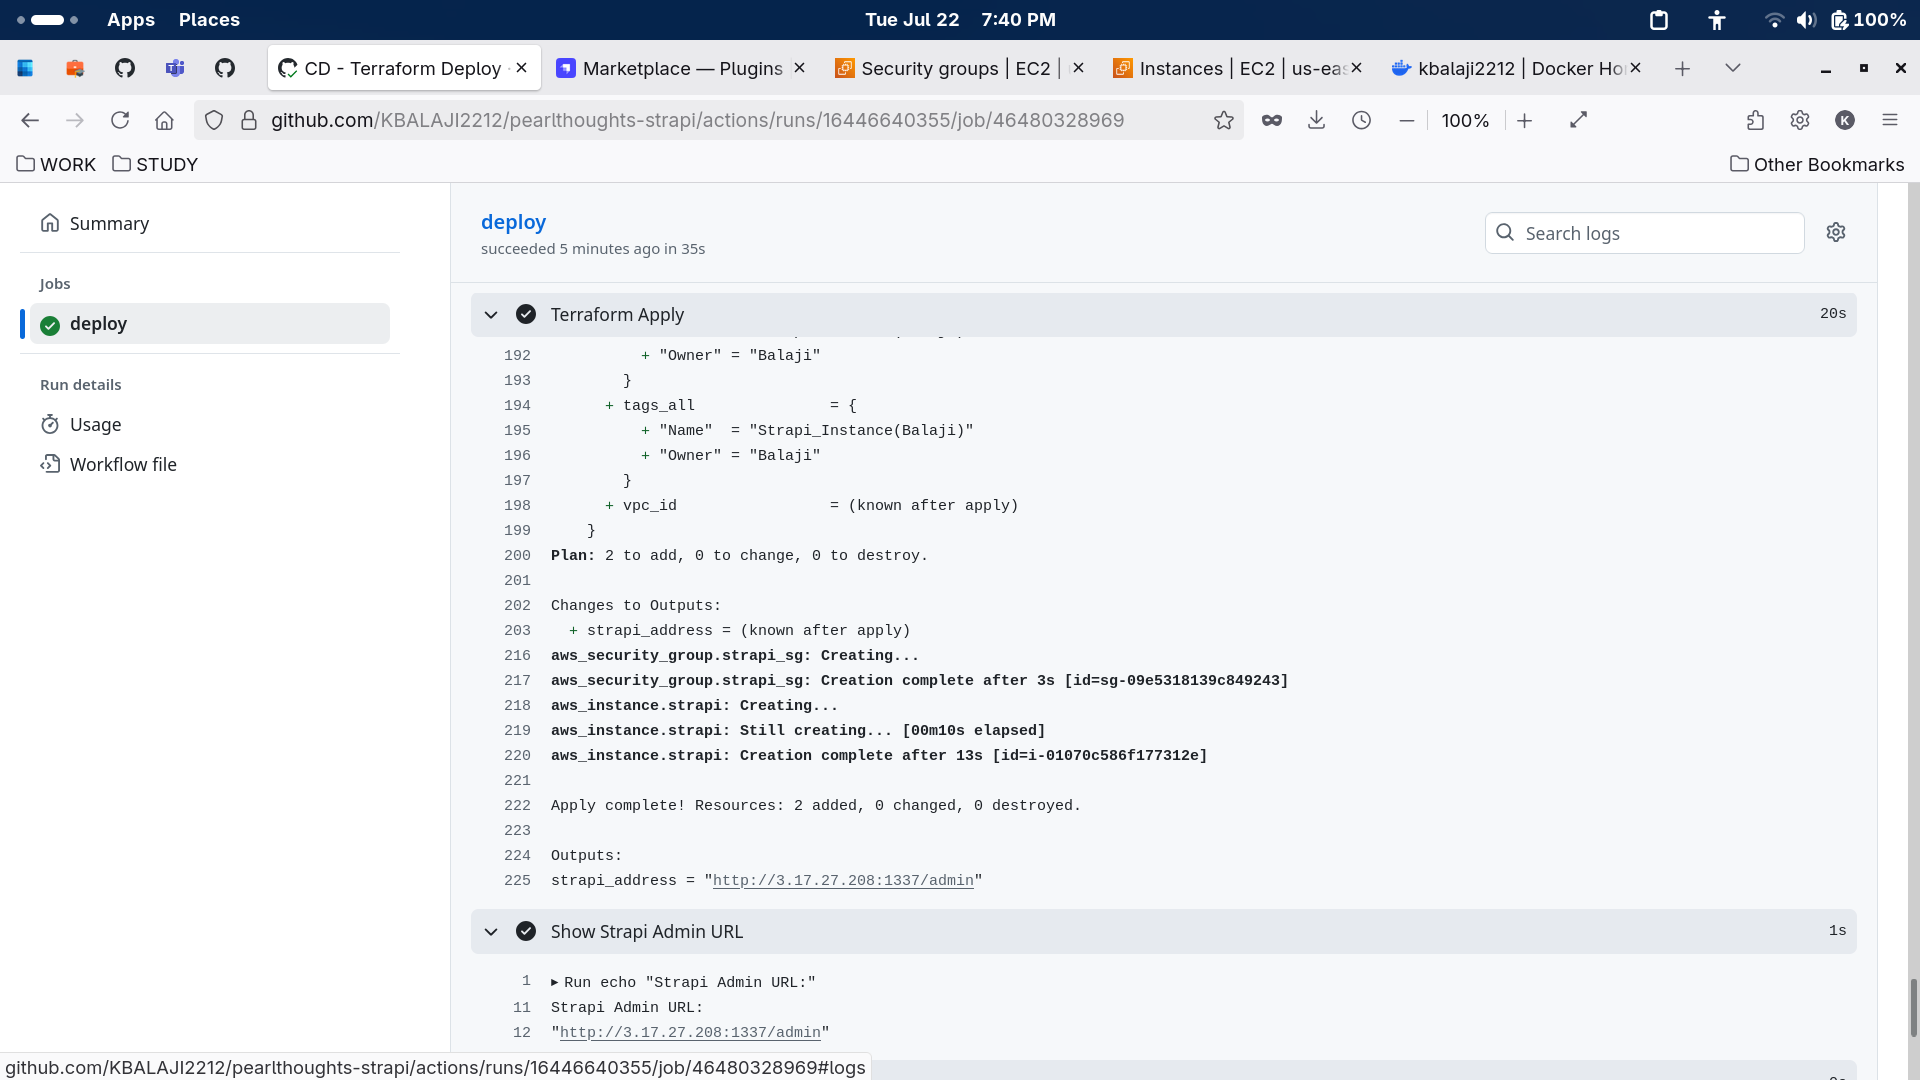 Apps Places Tue Jul 22 7:40 PM 100%
CD - Terraform Deploy Marketplace — Plugins Security groups | EC2 | Instances | EC2 | us-eas kbalaji2212 | Docker Ho
github.com/KBALAJI2212/pearlthoughts-strapi/actions/runs/16446640355/job/46480328969 100% K
WORK STUDY Other Bookmarks
Summary
Jobs
deploy
Run details
Usage
Workflow file
deploy
succeeded 5 minutes ago in 35s
Search logs
Terraform Apply 20s
192 + "Owner" = "Balaji"
193 }
194 + tags_all = {
195 + "Name" = "Strapi_Instance(Balaji)"
196 + "Owner" = "Balaji"
197 }
198 + vpc_id = (known after apply)
199 }
200 Plan: 2 to add, 0 to change, 0 to destroy.
201
202 Changes to Outputs:
203 + strapi_address = (known after apply)
216 aws_security_group.strapi_sg: Creating...
217 aws_security_group.strapi_sg: Creation complete after 3s [id=sg-09e5318139c849243]
218 aws_instance.strapi: Creating...
219 aws_instance.strapi: Still creating... [00m10s elapsed]
220 aws_instance.strapi: Creation complete after 13s [id=i-01070c586f177312e]
221
222 Apply complete! Resources: 2 added, 0 changed, 0 destroyed.
223
224 Outputs:
225 strapi_address = "http://3.17.27.208:1337/admin"
Show Strapi Admin URL 1s
1 Run echo "Strapi Admin URL:"
11 Strapi Admin URL:
12 "http://3.17.27.208:1337/admin"
github.com/KBALAJI2212/pearlthoughts-strapi/actions/runs/16446640355/job/46480328969#logs